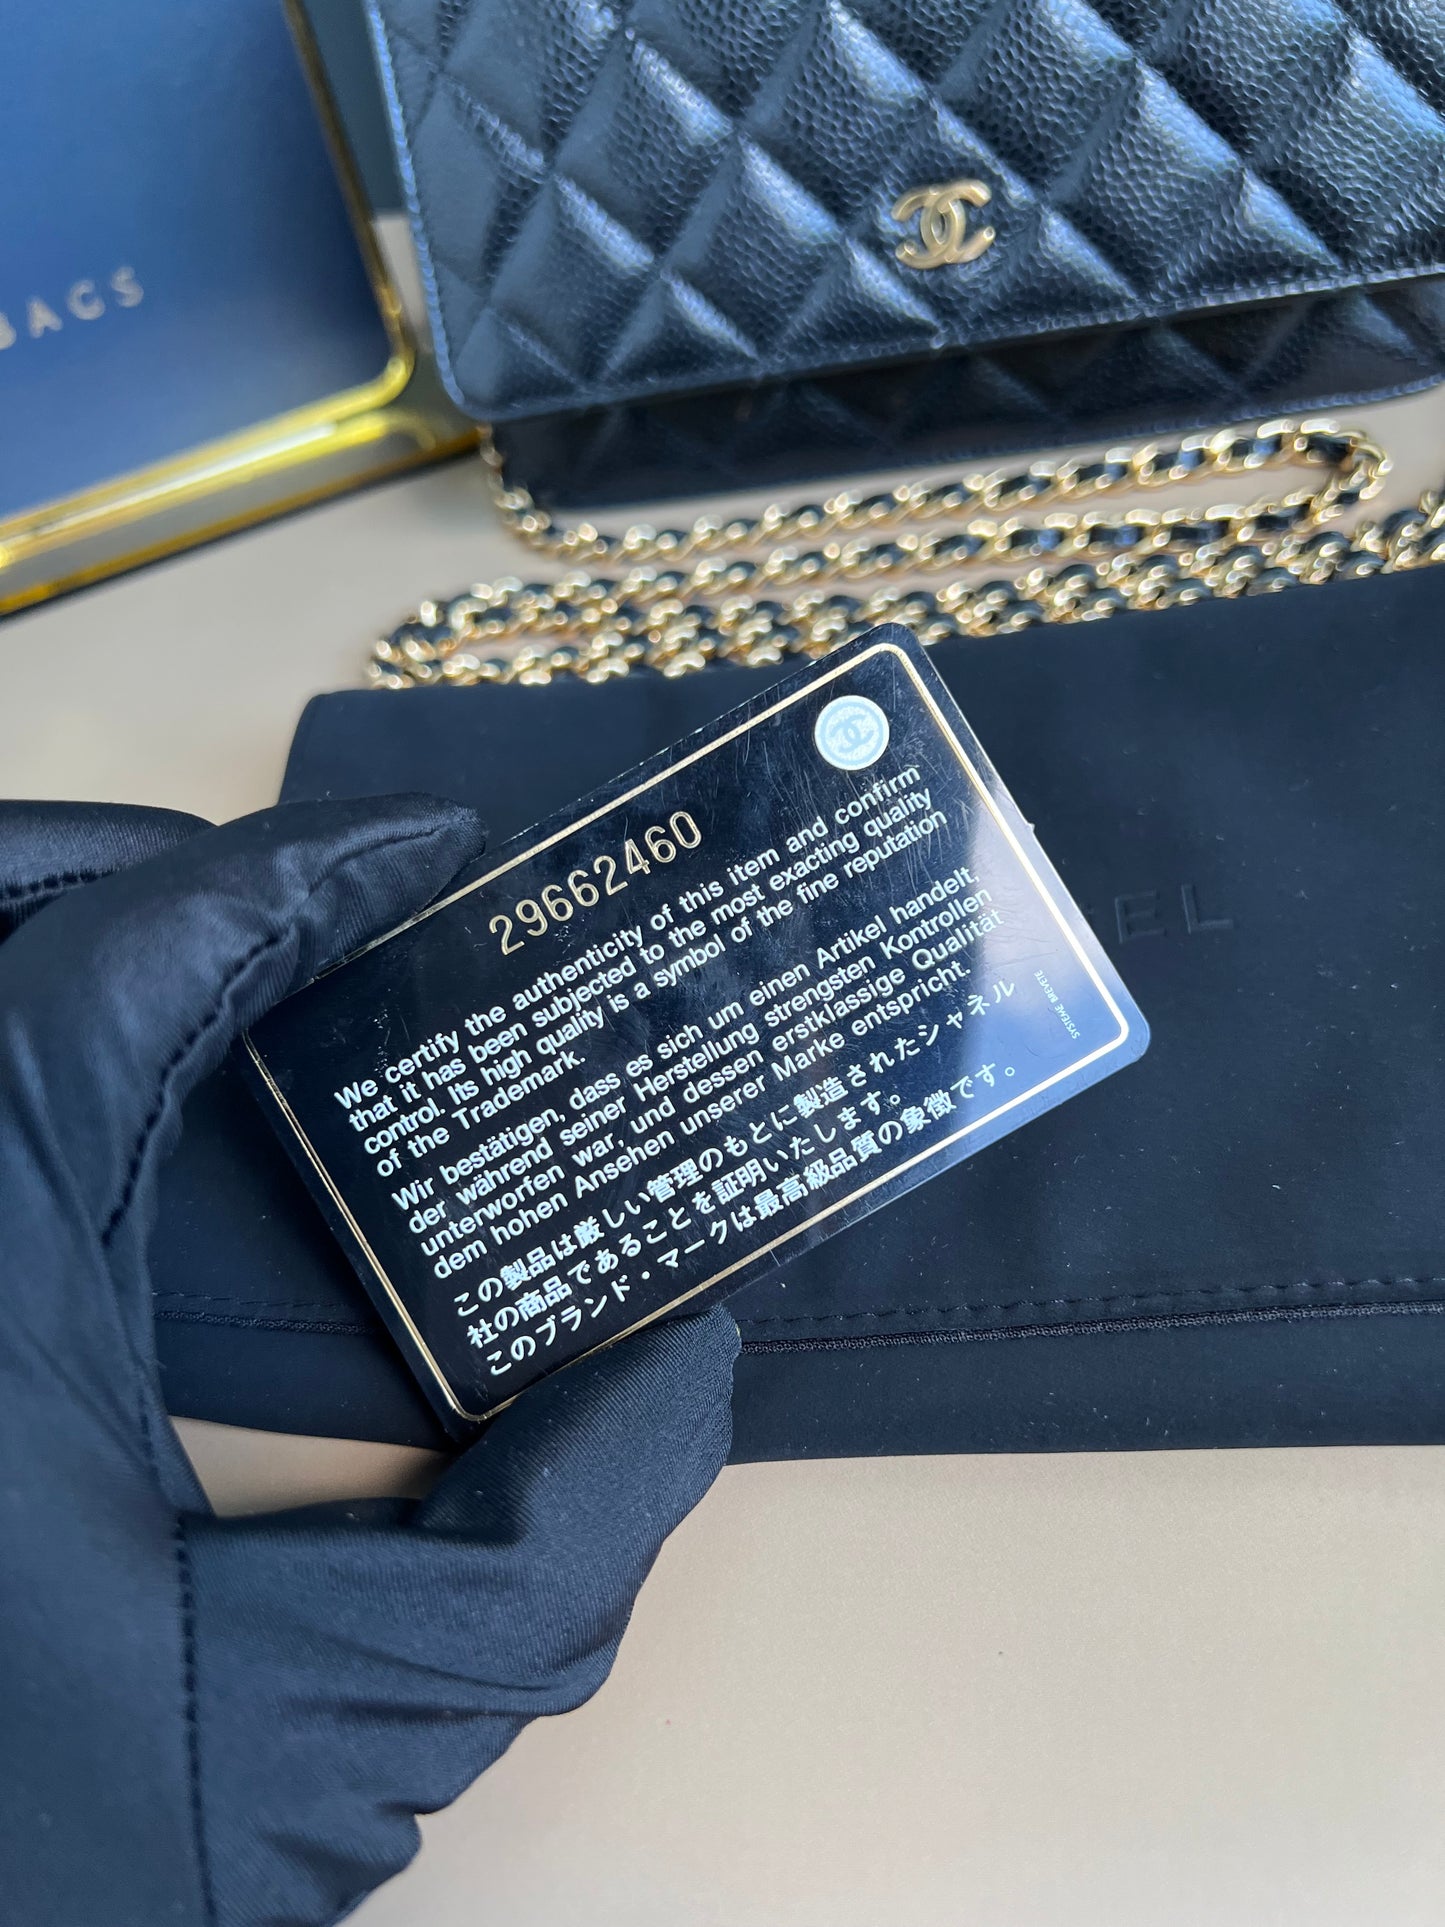 BAGS
29662460
We certify the authenticity of this item and confirm
that it has been subjected to the most exacting quality
control. Its high quality is a symbol of the fine reputation
of the Trademark.
Wir bestätigen, dass es sich um einen Artikel handelt,
der während seiner Herstellung strengsten Kontrollen
unterworfen war, und dessen erstklassige Qualität
dem hohen Ansehen unserer Marke entspricht.
この製品は厳しい管理のもとに製造されたシャネル
社の商品であることを証明いたします。
このブランド・マークは最高級品質の象徴です。
SYSTEME BREVETE
EL